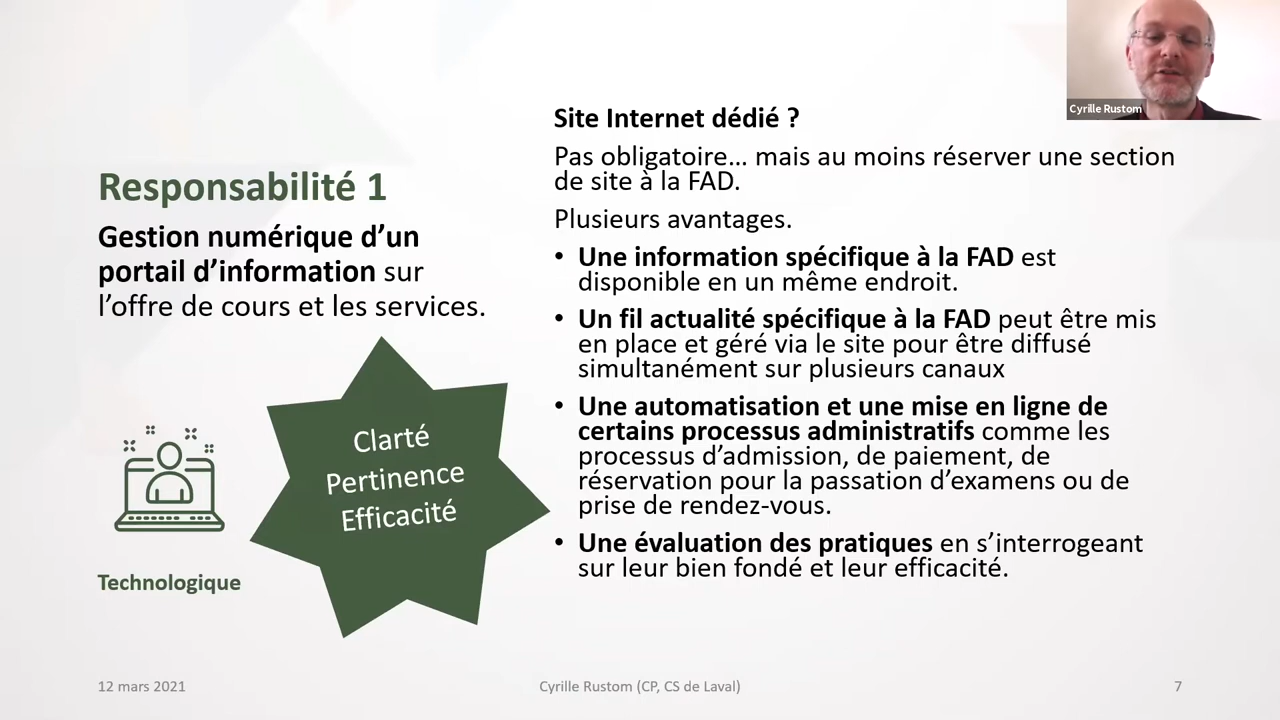 Cyrille Rustom
Responsabilité 1
Gestion numérique d’un
portail d’information sur
l’offre de cours et les services.
Clarté
Pertinence
Efficacité
Technologique
Site Internet dédié ?
Pas obligatoire… mais au moins réserver une section
de site à la FAD.
Plusieurs avantages.
• Une information spécifique à la FAD est
disponible en un même endroit.
• Un fil actualité spécifique à la FAD peut être mis
en place et géré via le site pour être diffusé
simultanément sur plusieurs canaux
• Une automatisation et une mise en ligne de
certains processus administratifs comme les
processus d’admission, de paiement, de
réservation pour la passation d’examens ou de
prise de rendez-vous.
• Une évaluation des pratiques en s’interrogeant
sur leur bien fondé et leur efficacité.
12 mars 2021
Cyrille Rustom (CP, CS de Laval)
7